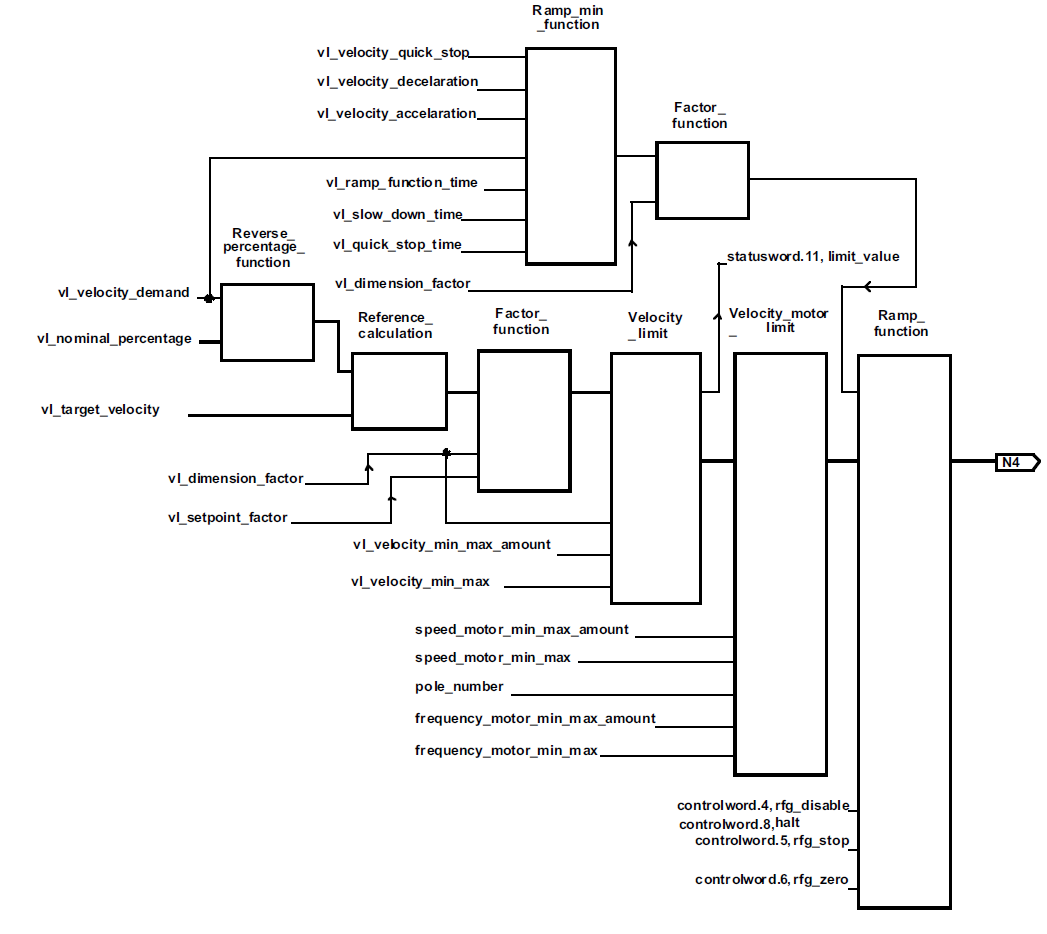 Ramp_min
_function
vl_velocity_quick_stop
vl_velocity_decelaration
vl_velocity_accelaration
Factor_
function
vl_ramp_function_time
vl_slow_down_time
vl_quick_stop_time
Reverse_
percentage_
function
statusword.11, limit_value
vl_dimension_factor
vl_velocity_demand
vl_nominal_percentage
Reference_
calculation
Factor_
function
Velocity
_limit
Velocity_motor
_ limit
Ramp_
function
vl_target_velocity
N4
vl_dimension_factor
vl_setpoint_factor
vl_velocity_min_max_amount
vl_velocity_min_max
speed_motor_min_max_amount
speed_motor_min_max
pole_number
frequency_motor_min_max_amount
frequency_motor_min_max
controlword.4, rfg_disable
controlword.8, halt
controlword.5, rfg_stop
controlword.6, rfg_zero